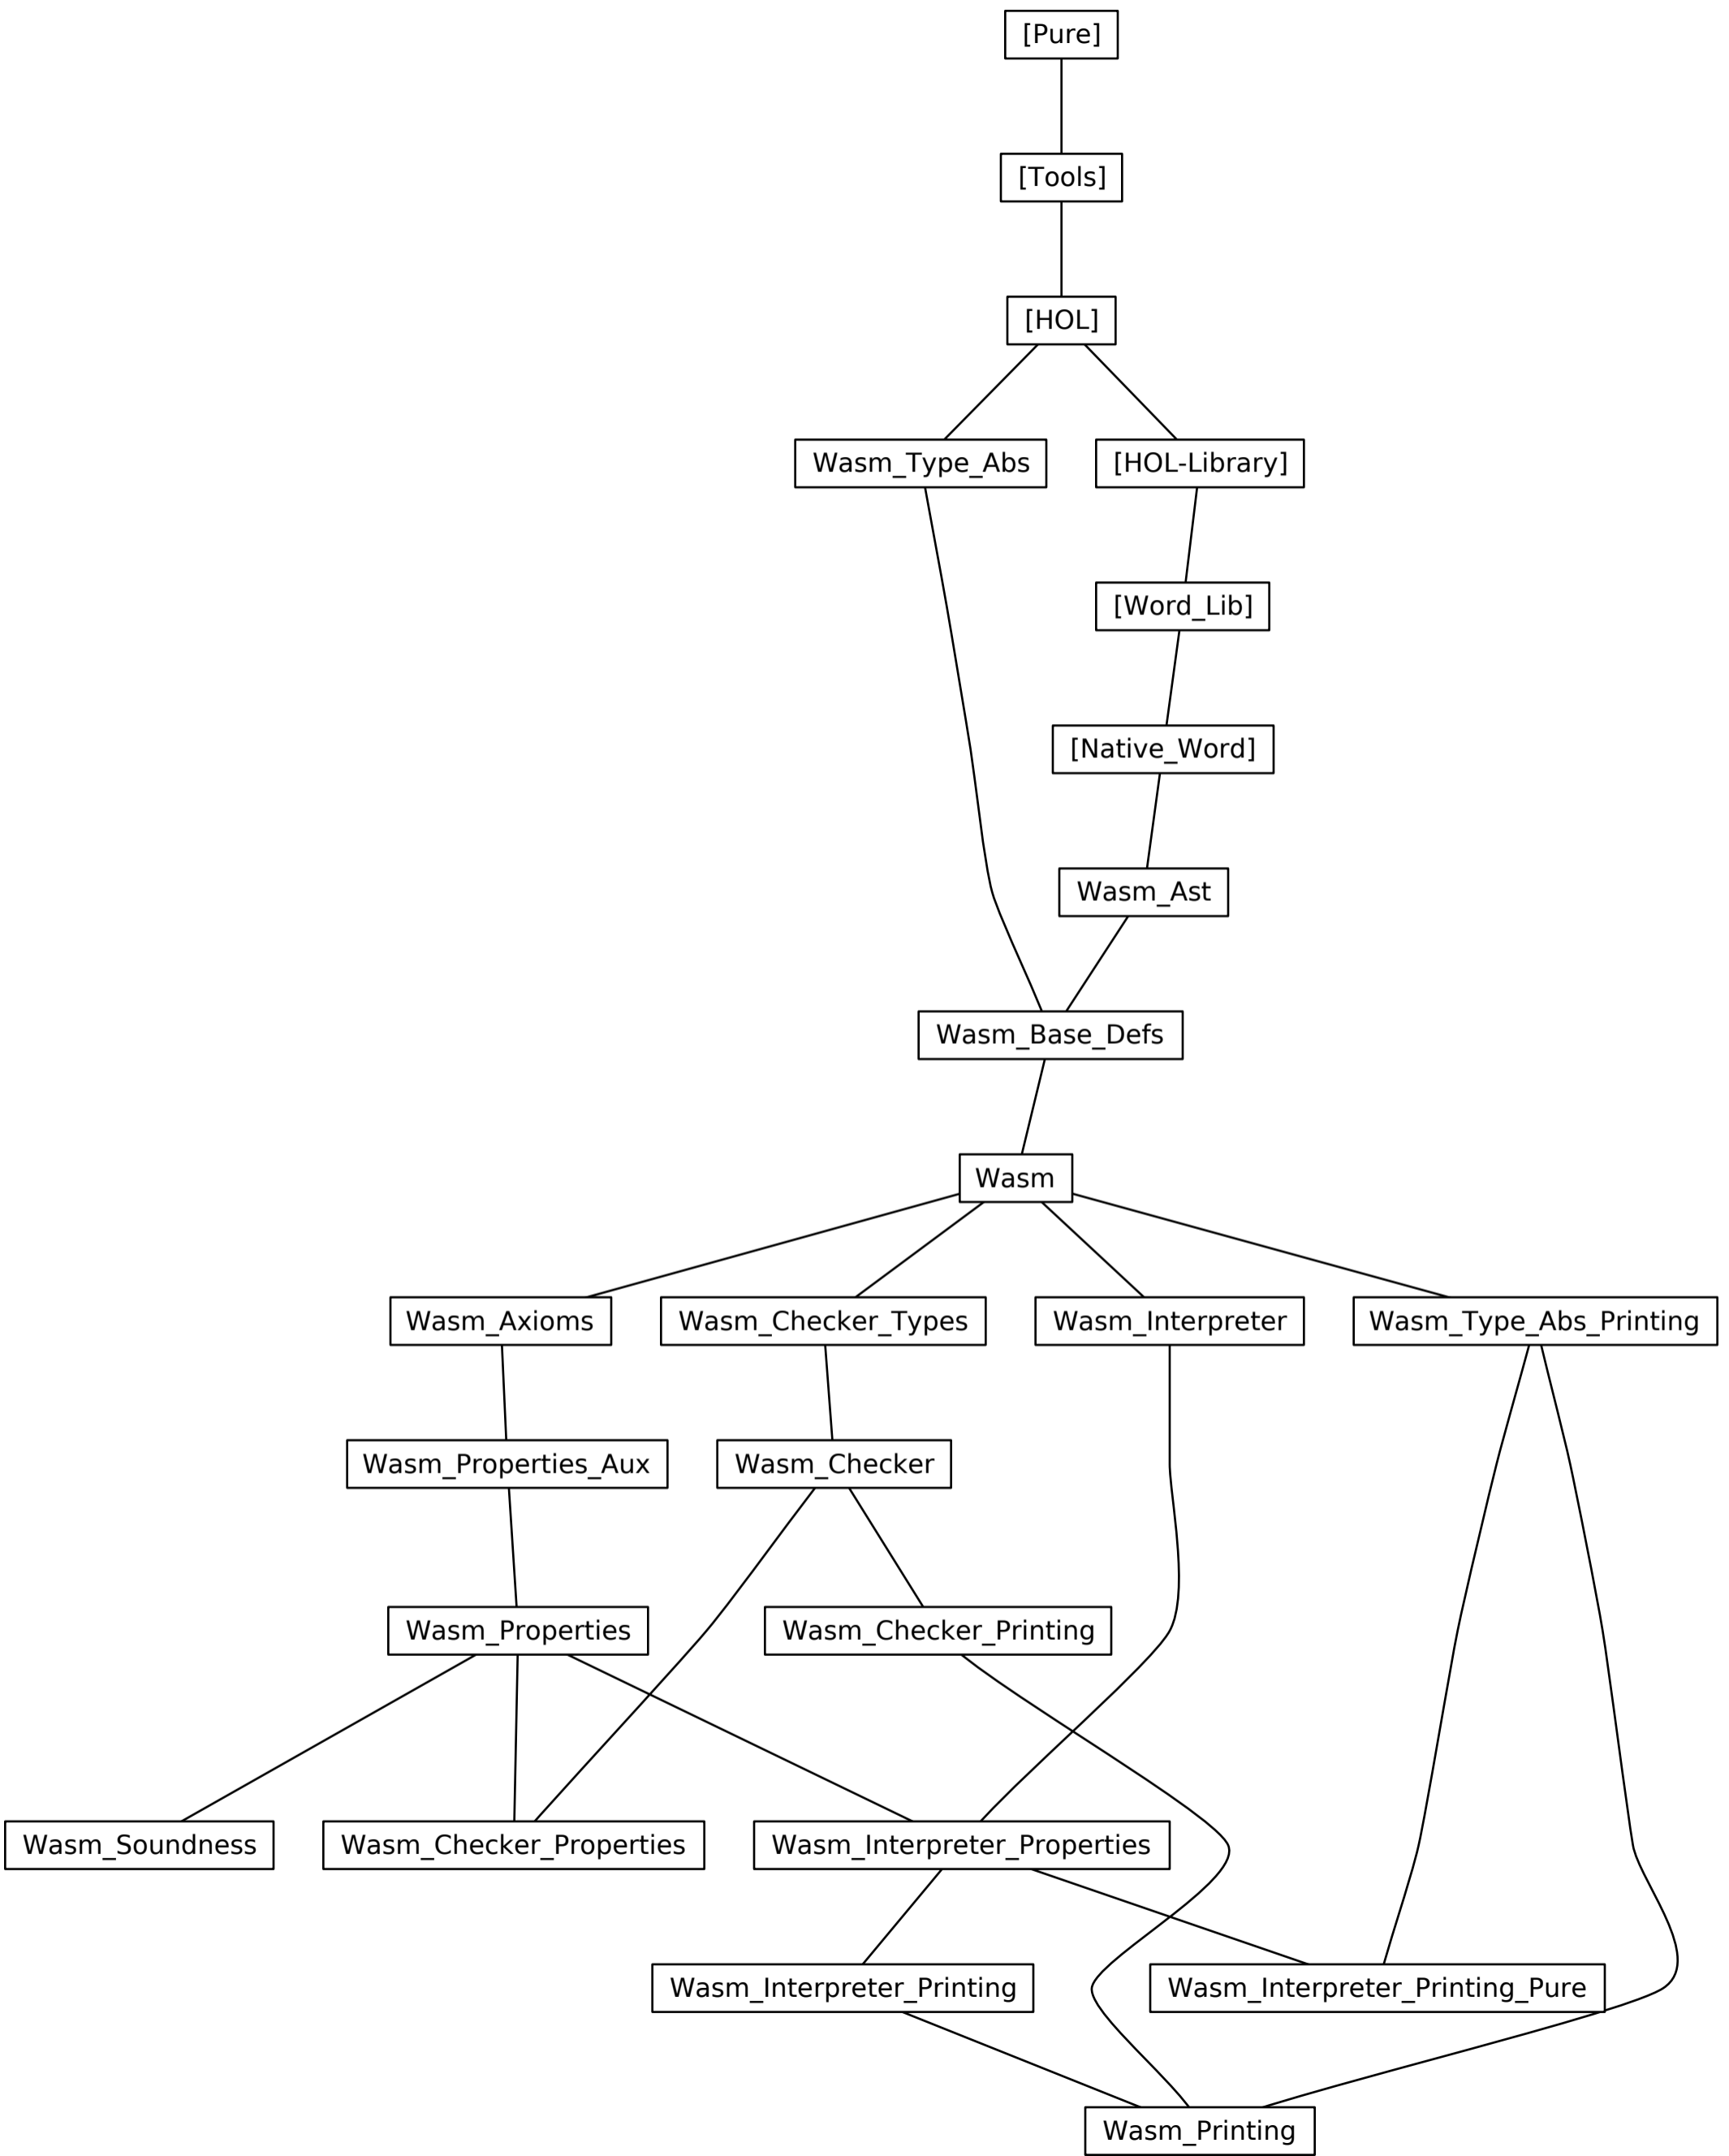 [Pure]
[Tools]
[HOL]
Wasm_Type_Abs
[HOL-Library]
[Word_Lib]
[Native_Word]
Wasm_Ast
Wasm_Base_Defs
Wasm
Wasm_Axioms
Wasm_Checker_Types
Wasm_Interpreter
Wasm_Type_Abs_Printing
Wasm_Properties_Aux
Wasm_Checker
Wasm_Properties
Wasm_Checker_Printing
Wasm_Soundness
Wasm_Checker_Properties
Wasm_Interpreter_Properties
Wasm_Interpreter_Printing
Wasm_Interpreter_Printing_Pure
Wasm_Printing